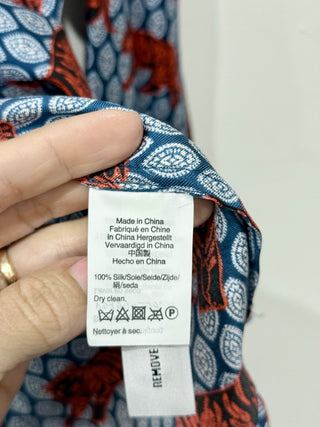 Made in China
Fabriqué en Chine
In China Hergestellt
Vervaardigd in China
中国製
Hecho en China
100% Silk/Soie/Seide/Zijde/
絹/seda
Dry clean.
Nettoyer à sec.
REMOVE